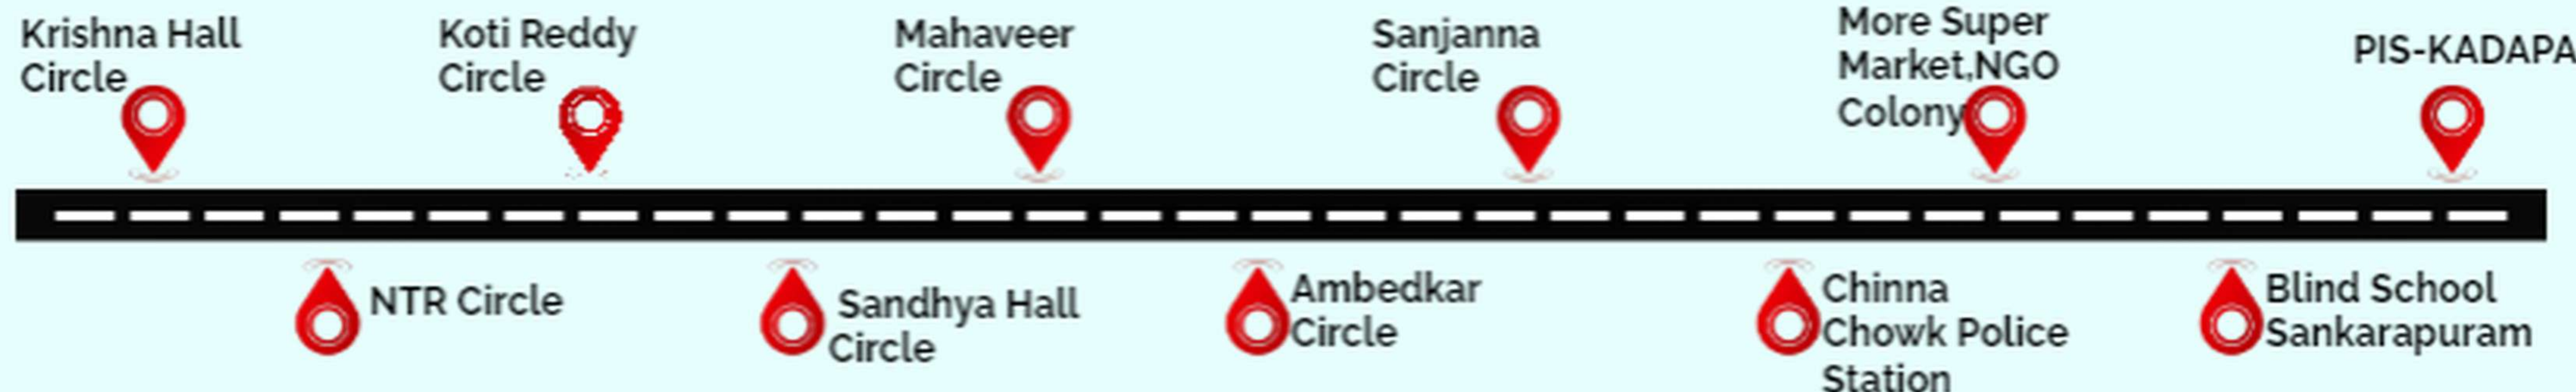 Krishna Hall
Circle
Koti Reddy
Circle
Mahaveer
Circle
Sanjanna
Circle
More Super
Market,NGO
Colony
PIS-KADAPA
NTR Circle
Sandhya Hall
Circle
Ambedkar
Circle
Chinna
Chowk Police
Station
Blind School
Sankarapuram